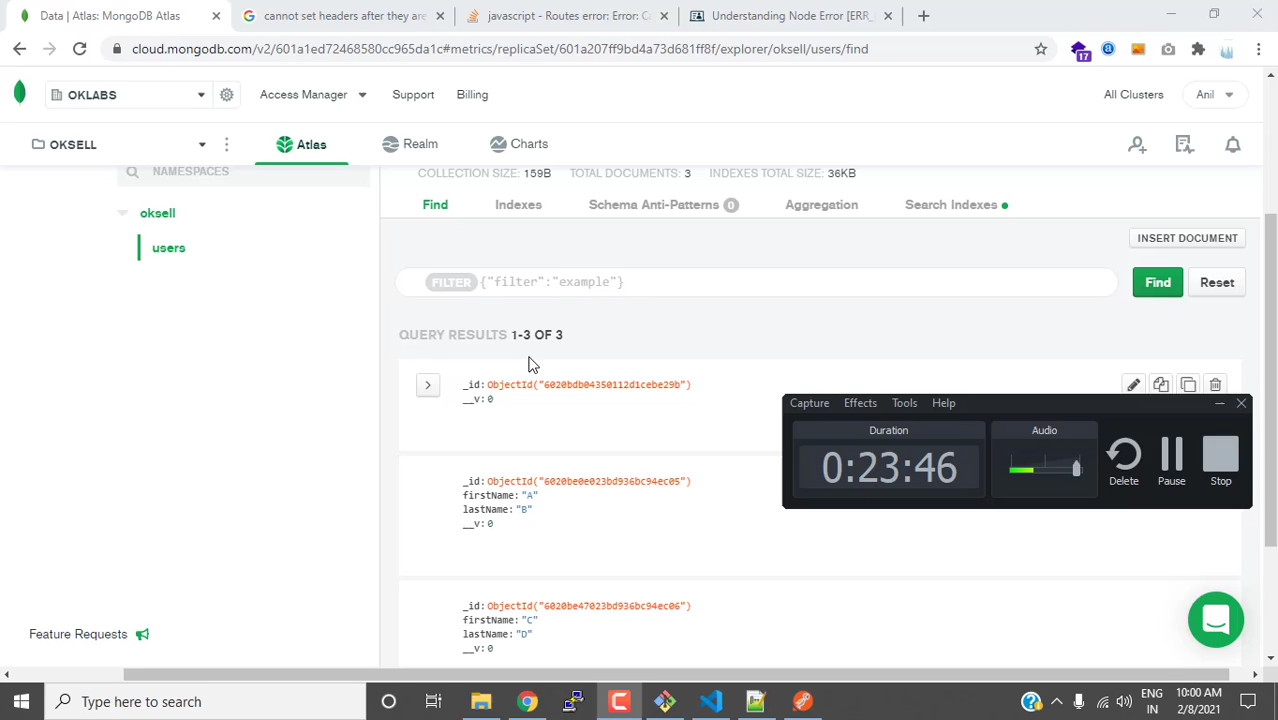 Data | Atlas: MongoDB Atlas
cannot set headers after they are
javascript - Routes error: Error: C
Understanding Node Error [ERR_
cloud.mongodb.com/v2/601a1ed72468580cc965da1c#metrics/replicaSet/601a207ff9bd4a73d681ff8f/explorer/oksell/users/find
17
OKLABS
Access Manager
Support
Billing
All Clusters
Anil
OKSELL
Atlas
Realm
Charts
NAMESPACES
oksell
users
COLLECTION SIZE: 159B
TOTAL DOCUMENTS: 3
INDEXES TOTAL SIZE: 36KB
Find
Indexes
Schema Anti-Patterns 0
Aggregation
Search Indexes
INSERT DOCUMENT
FILTER {"filter":"example"}
Find
Reset
QUERY RESULTS 1-3 OF 3
_id:ObjectId("6020bdb04350112d1cebe29b")
__v:0
_id:ObjectId("6020be0e023bd936bc94ec05")
firstName:"A"
lastName:"B"
__v:0
_id:ObjectId("6020be47023bd936bc94ec06")
firstName:"C"
lastName:"D"
__v:0
Capture
Effects
Tools
Help
Duration
0:23:46
Audio
Delete
Pause
Stop
Feature Requests
Type here to search
ENG
IN
10:00 AM
2/8/2021